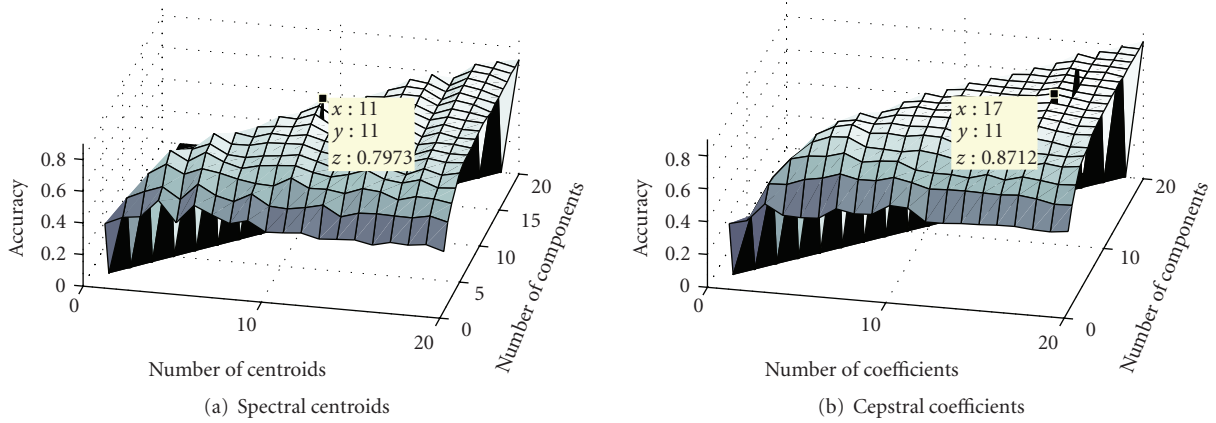 x : 11
y : 11
z : 0.7973
0.8
0.6
0.4
0.2
0
Accuracy
0
10
20
Number of centroids
0
5
10
15
20
Number of components
(a) Spectral centroids
x : 17
y : 11
z : 0.8712
0.8
0.6
0.4
0.2
0
Accuracy
0
10
20
Number of coefficients
0
10
20
Number of components
(b) Cepstral coefficients